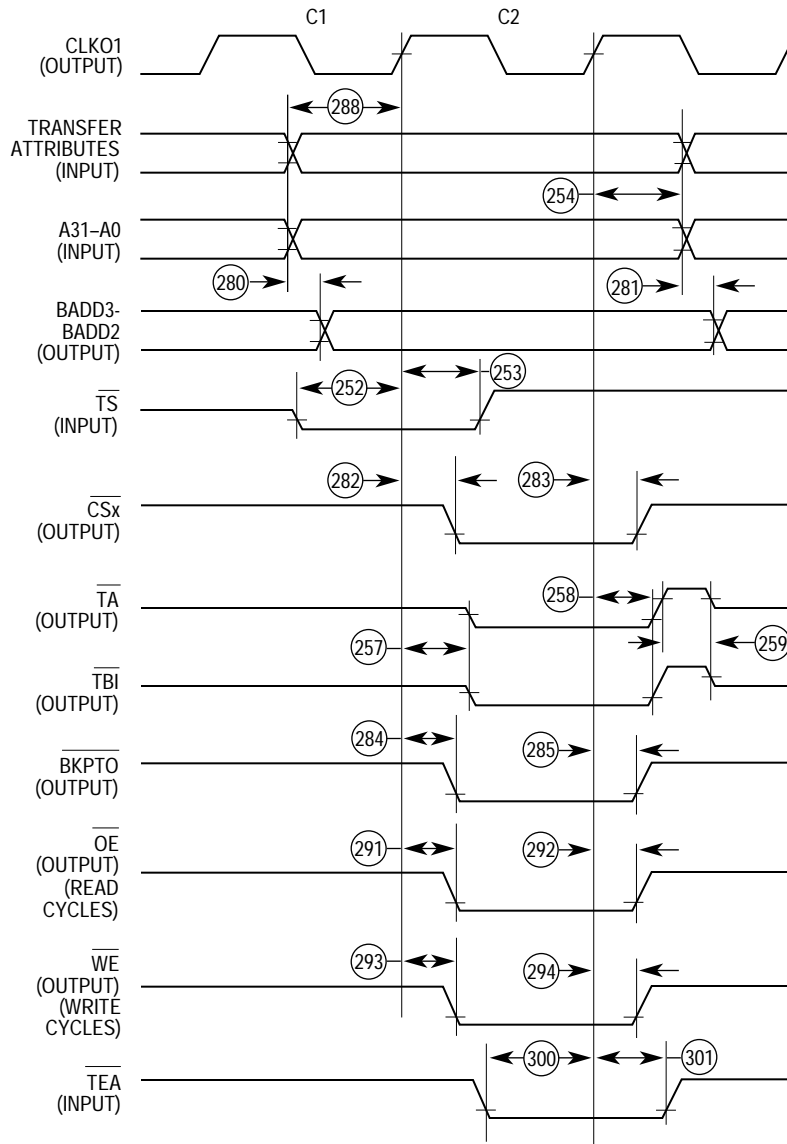 C1 C2
CLKO1
(OUTPUT)
288
TRANSFER
ATTRIBUTES
(INPUT)
254
A31–A0
(INPUT)
280 281
BADD3-
BADD2
(OUTPUT)
252 253
TS
(INPUT)
282 283
CSx
(OUTPUT)
258
TA
(OUTPUT)
257 259
TBI
(OUTPUT)
284 285
BKPTO
(OUTPUT)
291 292
OE
(OUTPUT)
(READ
CYCLES)
293 294
WE
(OUTPUT)
(WRITE
CYCLES)
300 301
TEA
(INPUT)